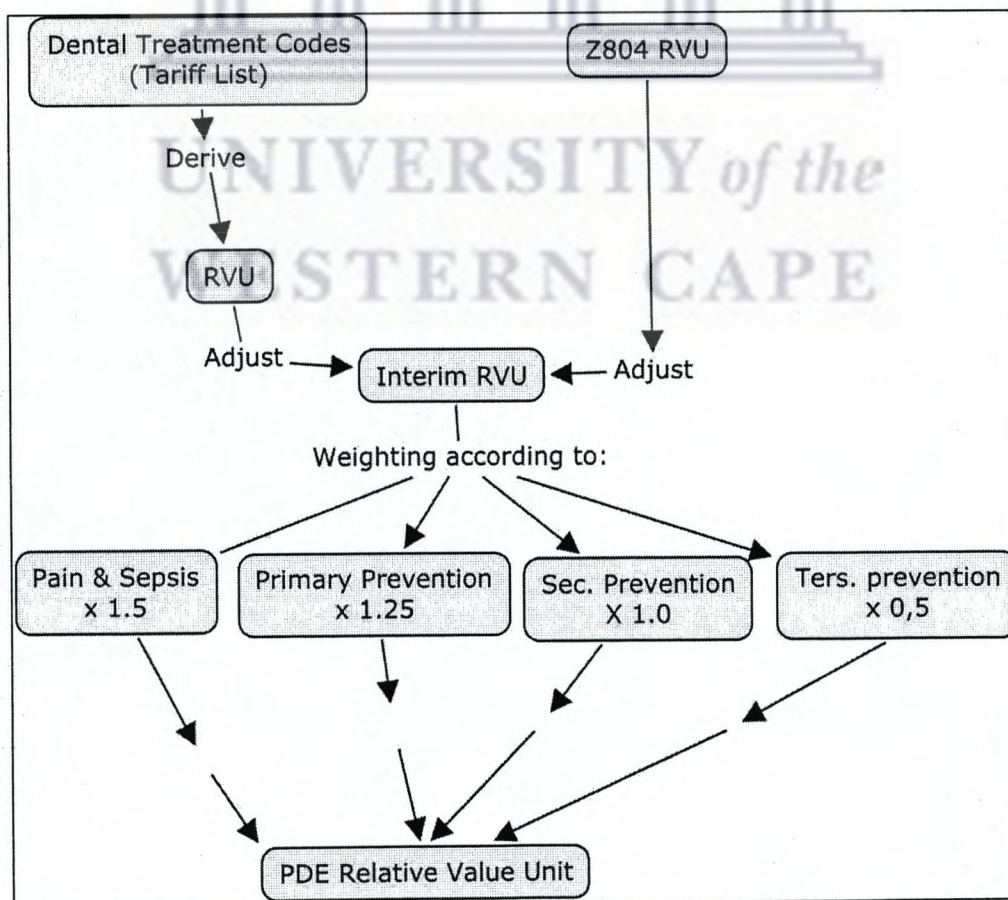 Dental Treatment Codes
(Tariff List)
Z804 RVU
UNIVERSITY of the
WESTERN CAPE
Derive
RVU
Adjust
Interim RVU
Adjust
Weighting according to:
Pain & Sepsis
x 1.5
Primary Prevention
x 1.25
Sec. Prevention
X 1.0
Ters. prevention
x 0,5
PDE Relative Value Unit